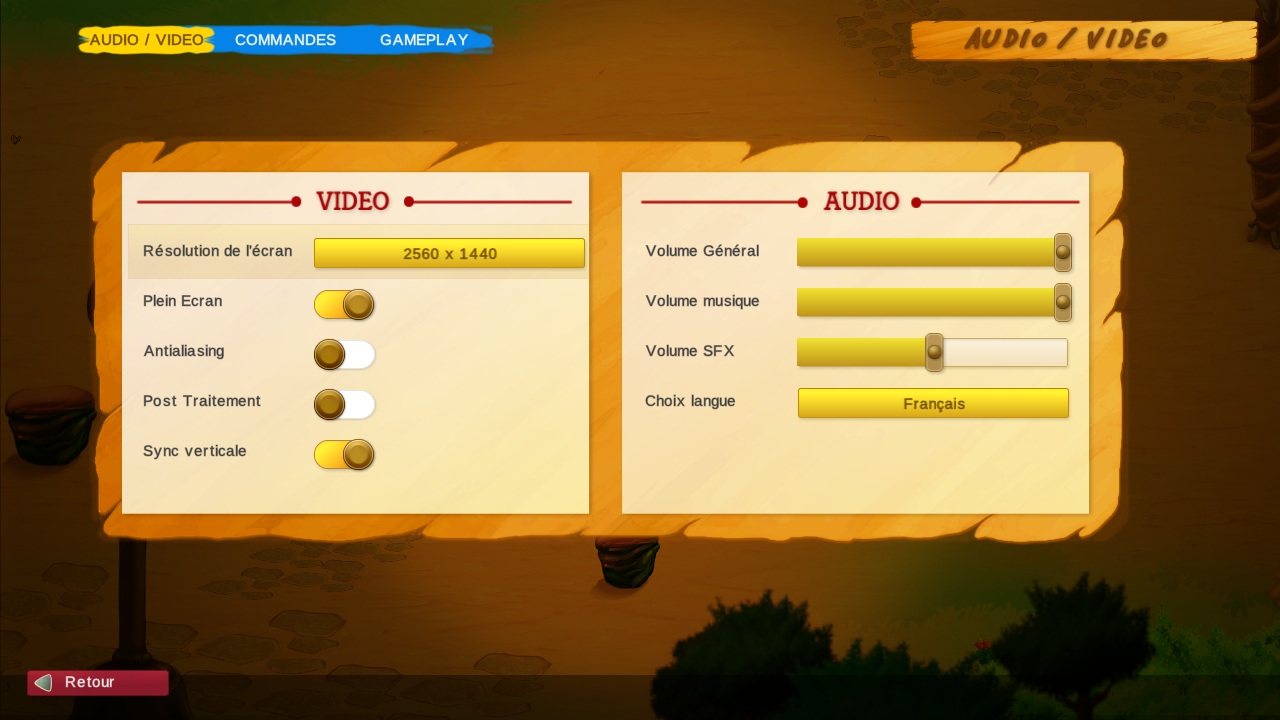 AUDIO / VIDEO
COMMANDES
GAMEPLAY
AUDIO / VIDEO
VIDEO
Résolution de l'écran
2560 x 1440
Plein Ecran
Antialiasing
Post Traitement
Sync verticale
AUDIO
Volume Général
Volume musique
Volume SFX
Choix langue
Français
Retour